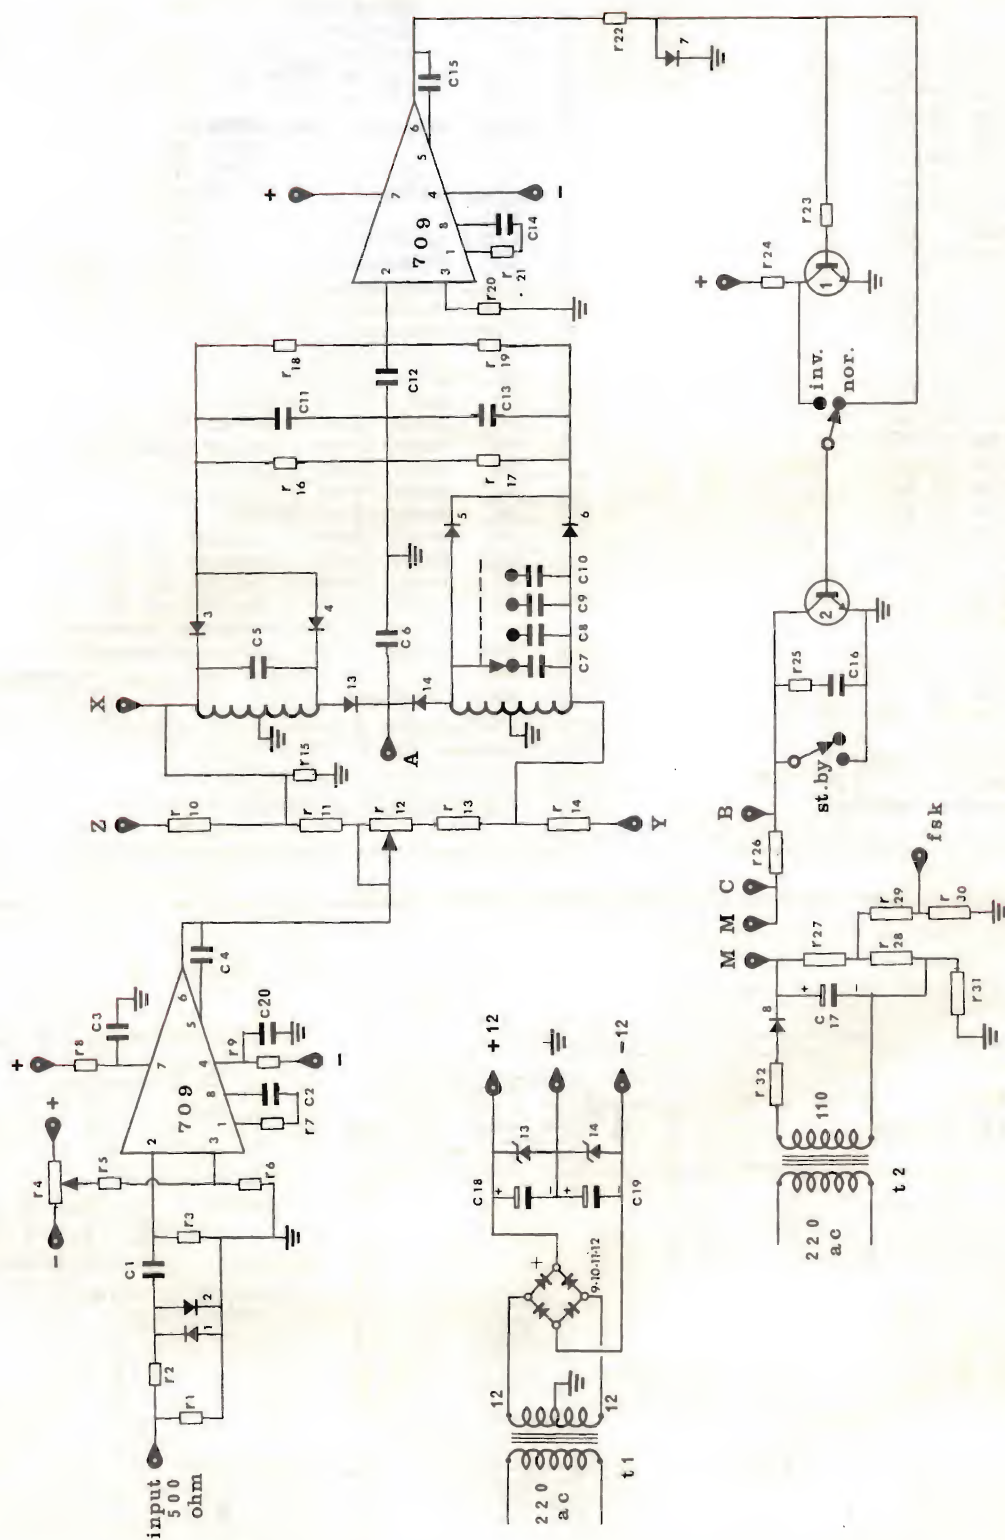 input
500
ohm
r1
r2
1
2
C1
r3
-
r4
+
r5
r6
2
3
709
1
8
4
7
5
6
r7
C2
r9
C20
-
+
r8
C3
C4
Z
r10
r11
r12
r13
r14
Y
r15
X
A
13
14
C5
3
4
C6
C7
C8
C9
C10
5
6
r16
r17
C11
C13
C12
r18
r19
2
3
709
1
8
4
7
5
6
r20
r21
C14
+
-
C15
r22
7
220
ac
t1
12
12
+
9-10-11-12
C18
+
-
+
-
C19
13
14
+12
-12
220
ac
t2
110
r32
8
C17
+
-
M
r27
r28
r29
r30
r31
fsk
M
C
r26
B
st.by
r25
C16
2
inv.
nor.
+
r24
1
r23